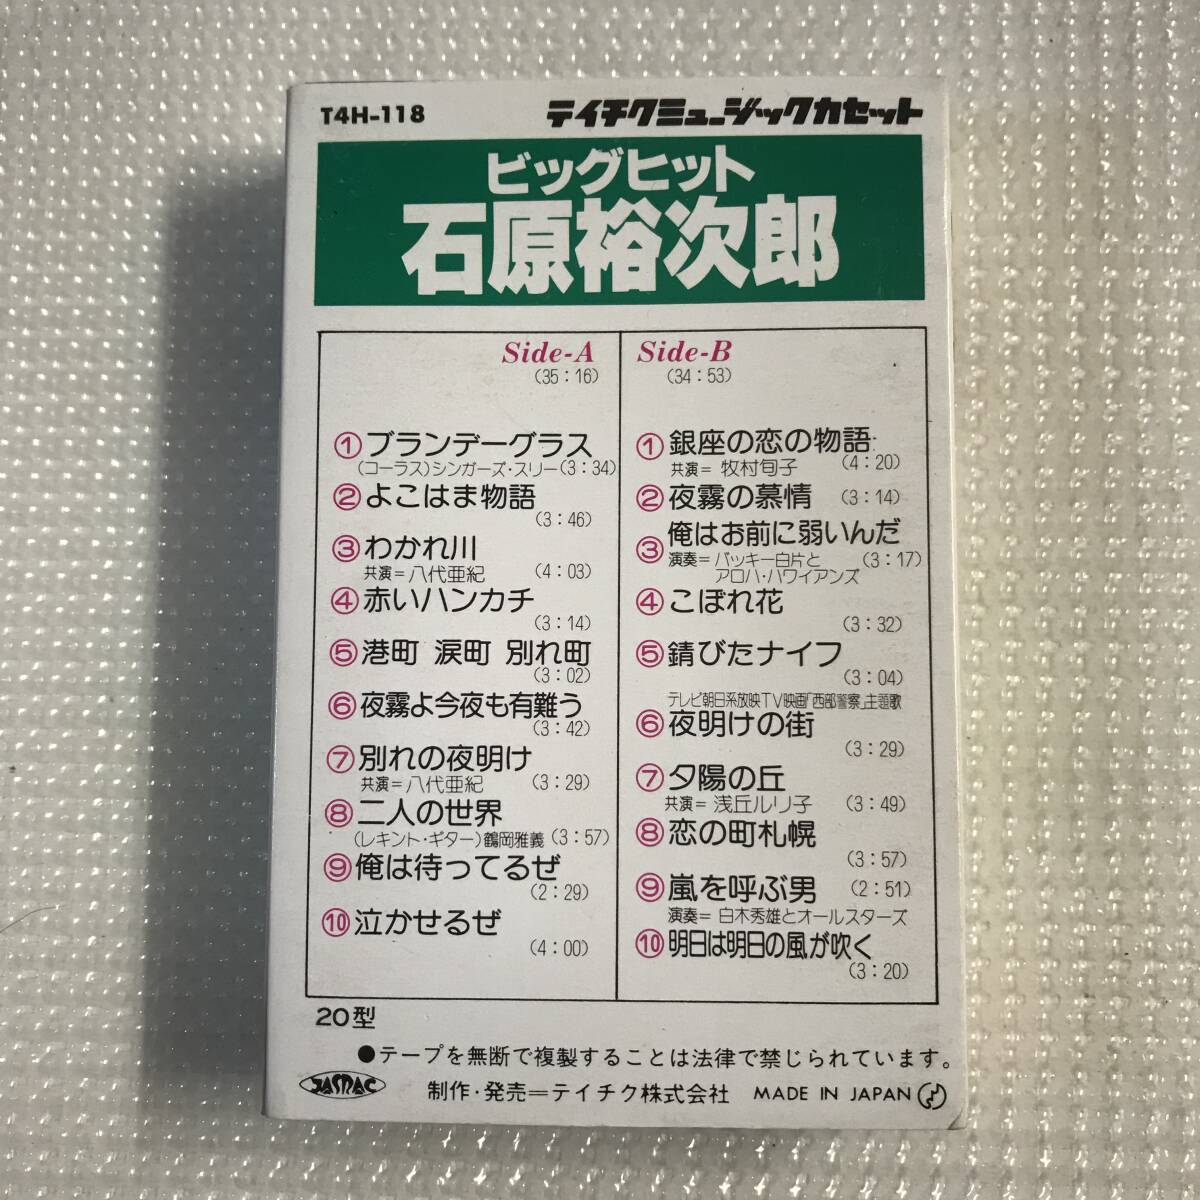 T4H-118
テイチクミュージックカセット
ビッグヒット
石原裕次郎
Side-A
(35:16)
①ブランデーグラス
(コーラス)シンガーズ・スリー(3:34)
②よこはま物語
(3:46)
③わかれ川
共演=八代亜紀 (4:03)
④赤いハンカチ
(3:14)
⑤港町 涙町 別れ町
(3:02)
⑥夜霧よ今夜も有難う
(3:42)
⑦別れの夜明け
共演=八代亜紀 (3:29)
⑧二人の世界
(レキント・ギター)鶴岡雅義 (3:57)
⑨俺は待ってるぜ
(2:29)
⑩泣かせるぜ
(4:00)
Side-B
(34:53)
①銀座の恋の物語
共演=牧村旬子 (4:20)
②夜霧の慕情 (3:14)
③俺はお前に弱いんだ
演奏=バッキー白片と (3:17)
アロハ・ハワイアンズ
④こぼれ花
(3:32)
⑤錆びたナイフ
(3:04)
テレビ朝日系放映TV映画「西部警察」主題歌
⑥夜明けの街
(3:29)
⑦夕陽の丘
共演=浅丘ルリ子 (3:49)
⑧恋の町札幌
(3:57)
⑨嵐を呼ぶ男 (2:51)
演奏=白木秀雄とオールスターズ
⑩明日は明日の風が吹く
(3:20)
20型
●テープを無断で複製することは法律で禁じられています。
JASRAC
制作・発売=テイチク株式会社 MADE IN JAPAN